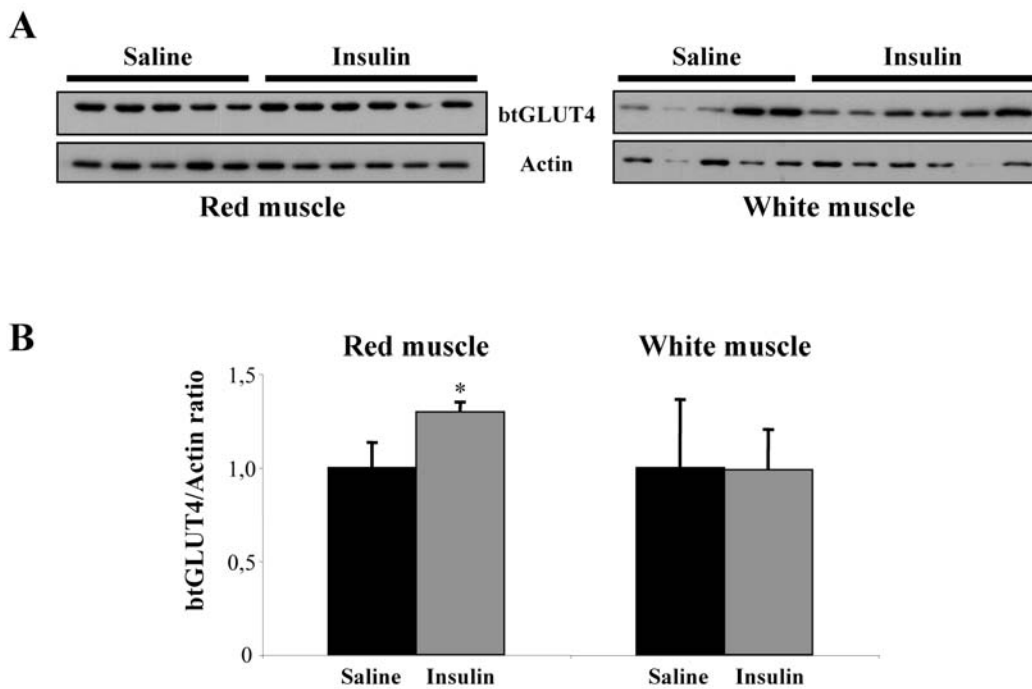 A
Saline Insulin Saline Insulin
btGLUT4
Actin
Red muscle White muscle
B
Red muscle White muscle
btGLUT4/Actin ratio
1,5
1,0
0,5
0
*
Saline Insulin Saline Insulin